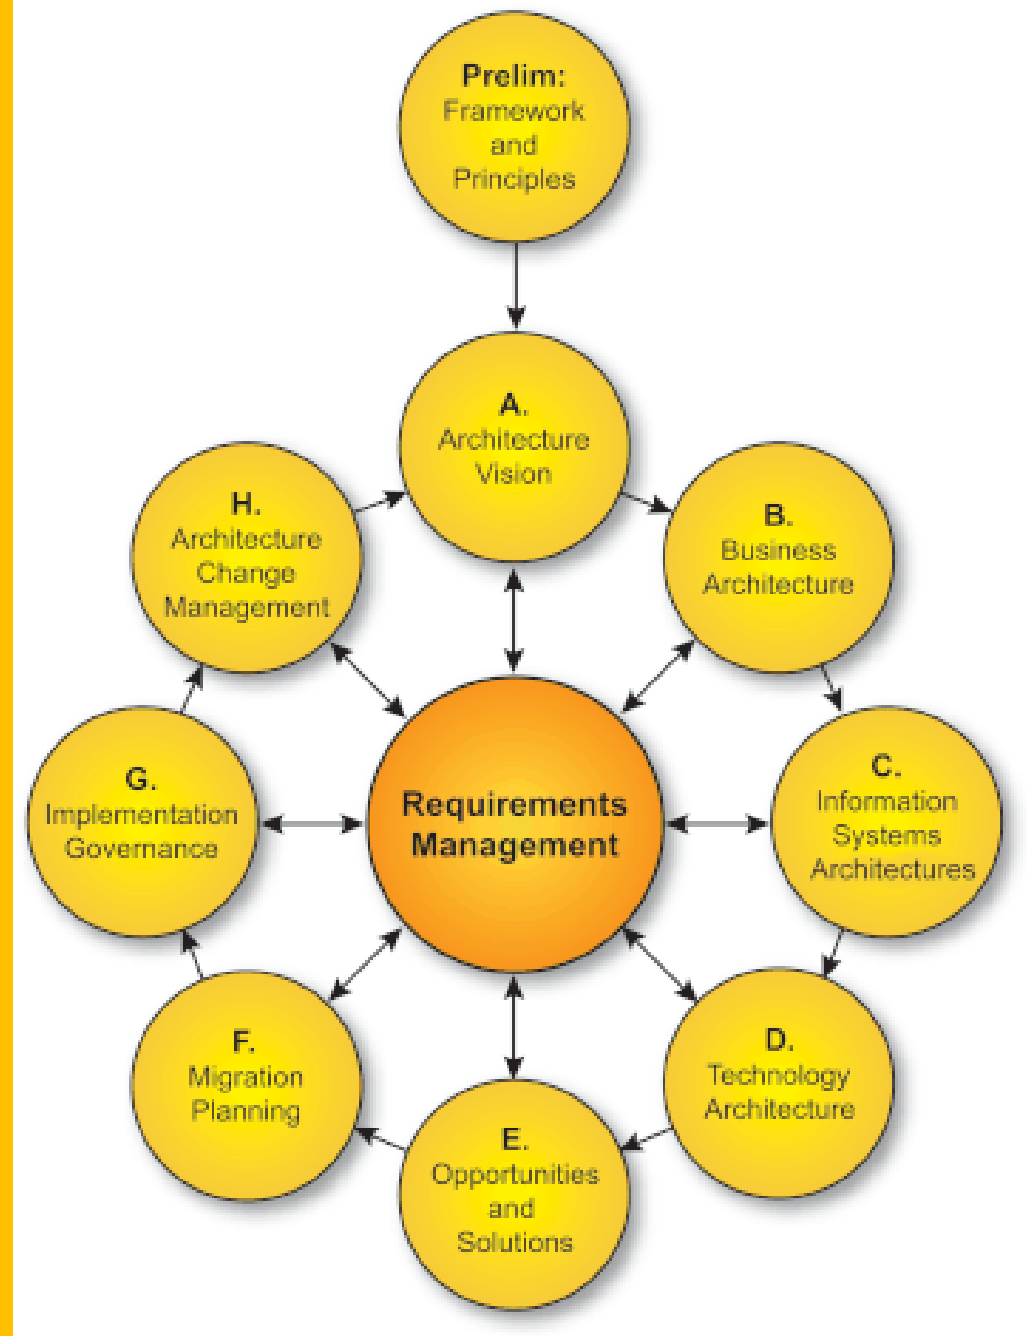 Prelim:
Framework
and
Principles
A.
Architecture
Vision
B.
Business
Architecture
C.
Information
Systems
Architectures
D.
Technology
Architecture
E.
Opportunities
and
Solutions
F.
Migration
Planning
G.
Implementation
Governance
H.
Architecture
Change
Management
Requirements
Management